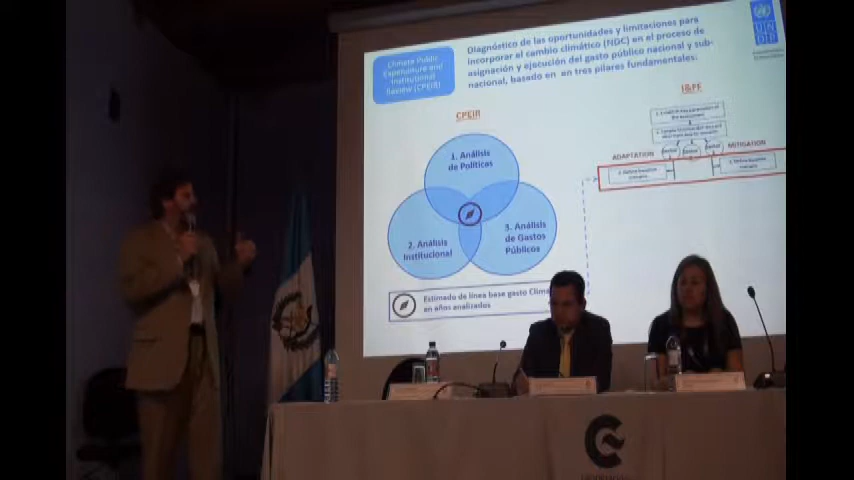 Climate Public
Expenditure and
Institutional
Review (CPEIR)
Diagnóstico de las oportunidades y limitaciones para
incorporar el cambio climático (NDC) en el proceso de
asignación y ejecución del gasto público nacional y sub-
nacional, basado en en tres pilares fundamentales:
UN
DP
CPEIR
I&FE
1. Análisis
de Políticas
2. Análisis
Institucional
3. Análisis
de Gastos
Públicos
ADAPTATION
MITIGATION
Estimado de línea base gasto
en años analizados